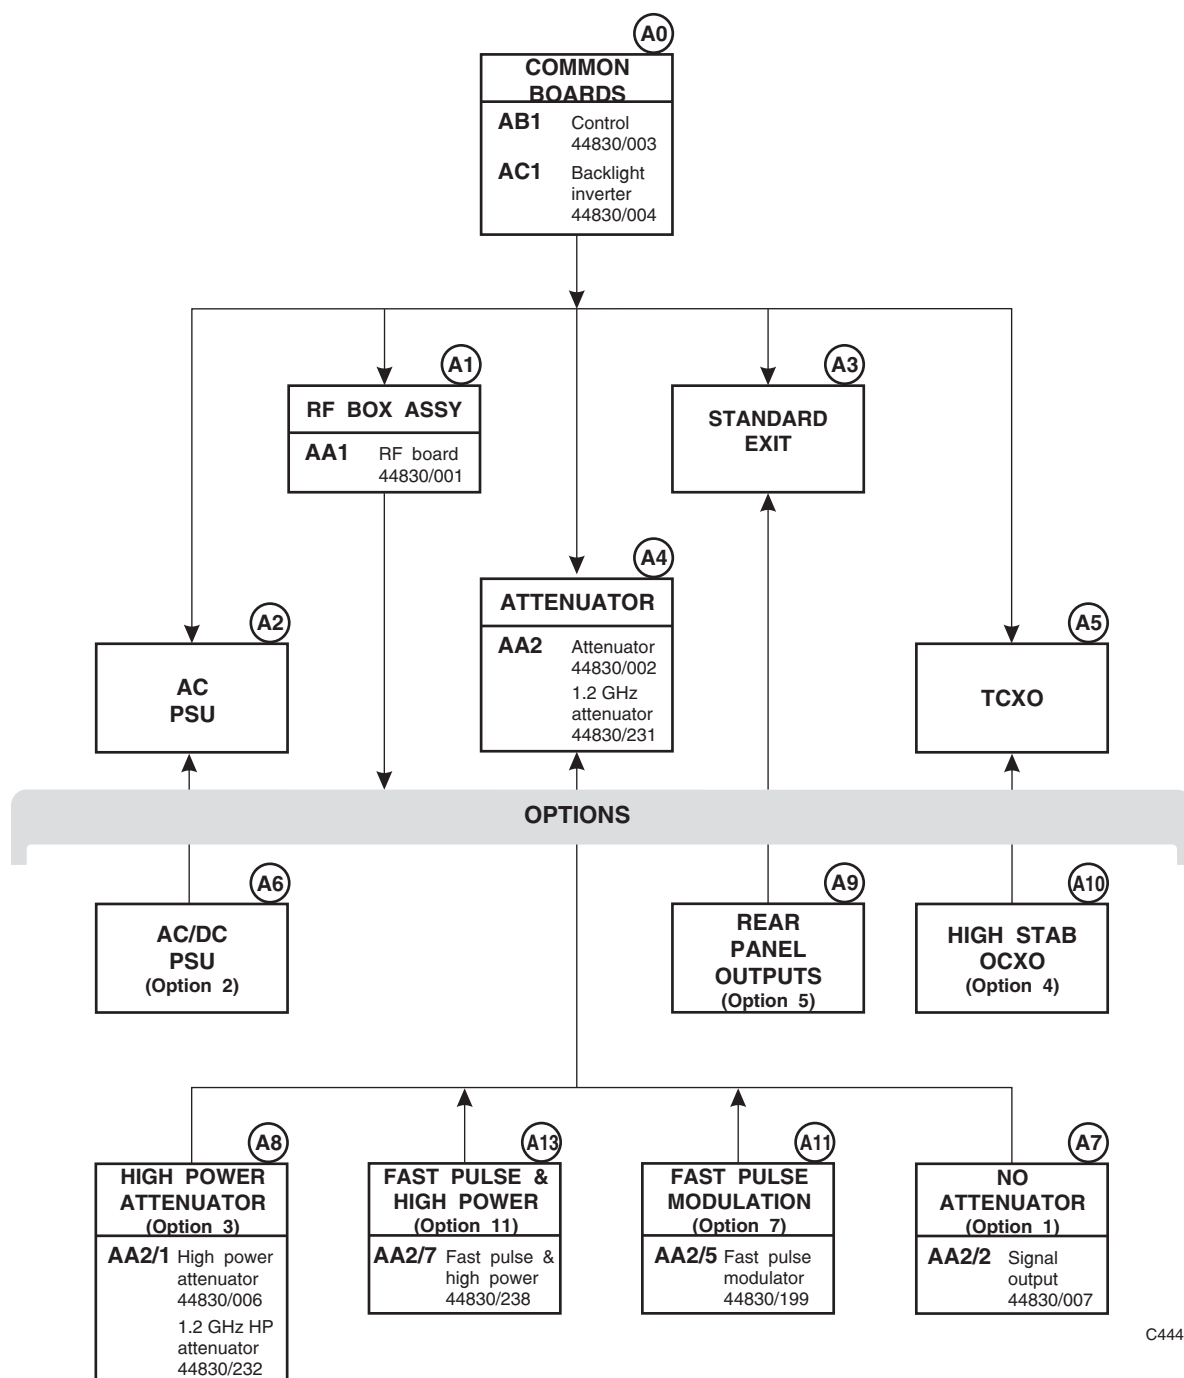 A0
COMMON
BOARDS
AB1 Control
44830/003
AC1 Backlight
inverter
44830/004
A1
RF BOX ASSY
AA1 RF board
44830/001
A3
STANDARD
EXIT
A4
ATTENUATOR
AA2 Attenuator
44830/002
1.2 GHz
attenuator
44830/231
A2
AC
PSU
A5
TCXO
OPTIONS
A6
AC/DC
PSU
(Option 2)
A9
REAR
PANEL
OUTPUTS
(Option 5)
A10
HIGH STAB
OCXO
(Option 4)
A8
HIGH POWER
ATTENUATOR
(Option 3)
AA2/1 High power
attenuator
44830/006
1.2 GHz HP
attenuator
44830/232
A13
FAST PULSE &
HIGH POWER
(Option 11)
AA2/7 Fast pulse &
high power
44830/238
A11
FAST PULSE
MODULATION
(Option 7)
AA2/5 Fast pulse
modulator
44830/199
A7
NO
ATTENUATOR
(Option 1)
AA2/2 Signal
output
44830/007
C444